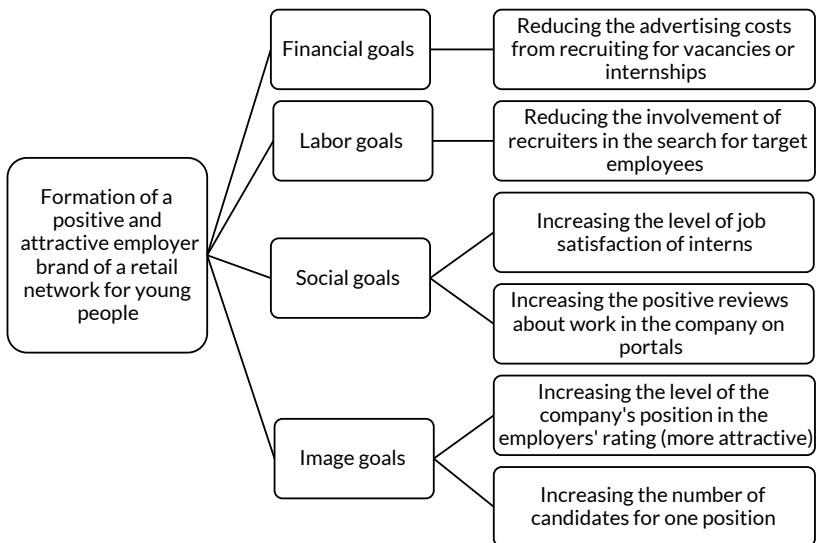 Formation of a
positive and
attractive employer
brand of a retail
network for young
people
Financial goals
Reducing the advertising costs
from recruiting for vacancies or
internships
Labor goals
Reducing the involvement of
recruiters in the search for target
employees
Social goals
Increasing the level of job
satisfaction of interns
Increasing the positive reviews
about work in the company on
portals
Image goals
Increasing the level of the
company's position in the
employers' rating (more attractive)
Increasing the number of
candidates for one position